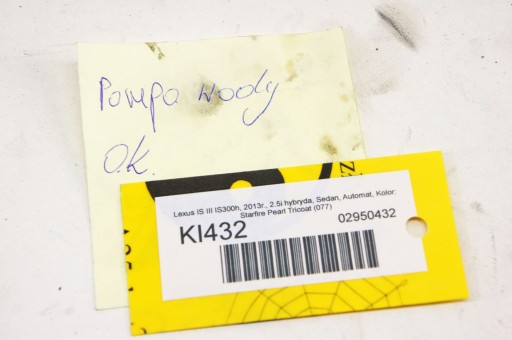 Pompa wody
O.K.
Lexus IS III IS300h, 2013r., 2.5i hybryda, Sedan, Automat, Kolor:
Starfire Pearl Tricoat (077)
KI432
02950432